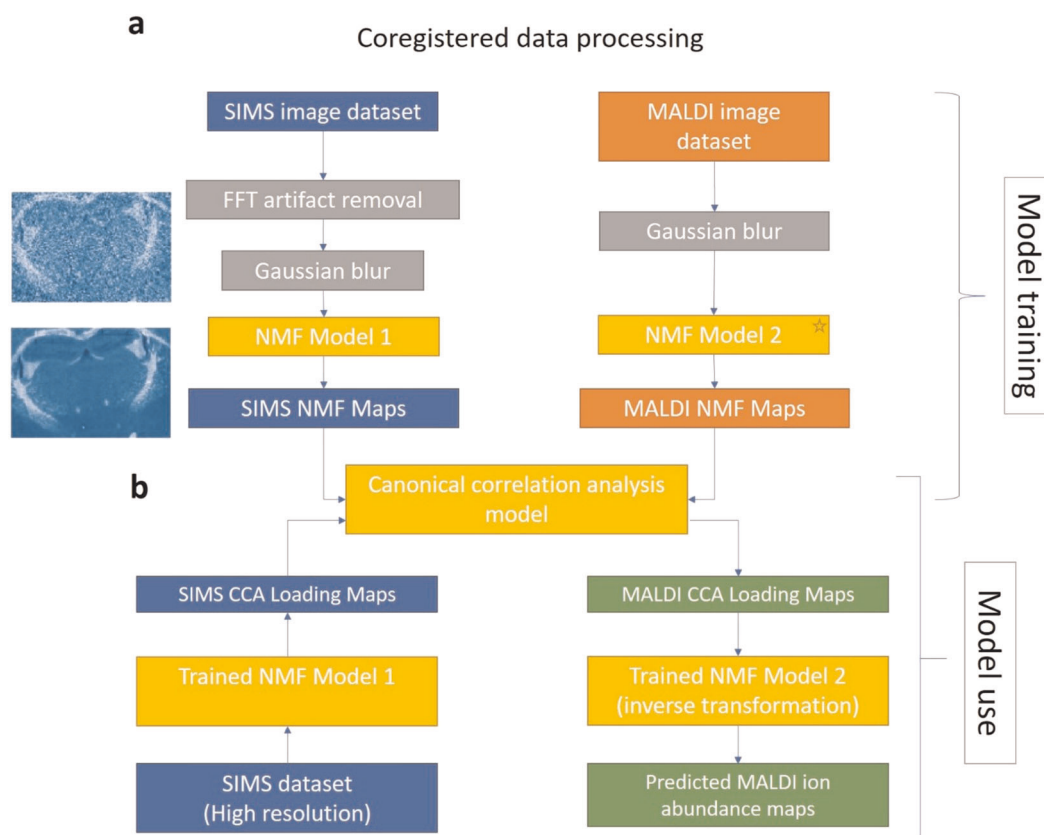 a
Coregistered data processing
SIMS image dataset
MALDI image
dataset
FFT artifact removal
Gaussian blur
Gaussian blur
NMF Model 1
NMF Model 2
SIMS NMF Maps
MALDI NMF Maps
Model training
b
Canonical correlation analysis
model
SIMS CCA Loading Maps
MALDI CCA Loading Maps
Trained NMF Model 1
Trained NMF Model 2
(inverse transformation)
SIMS dataset
(High resolution)
Predicted MALDI ion
abundance maps
Model use